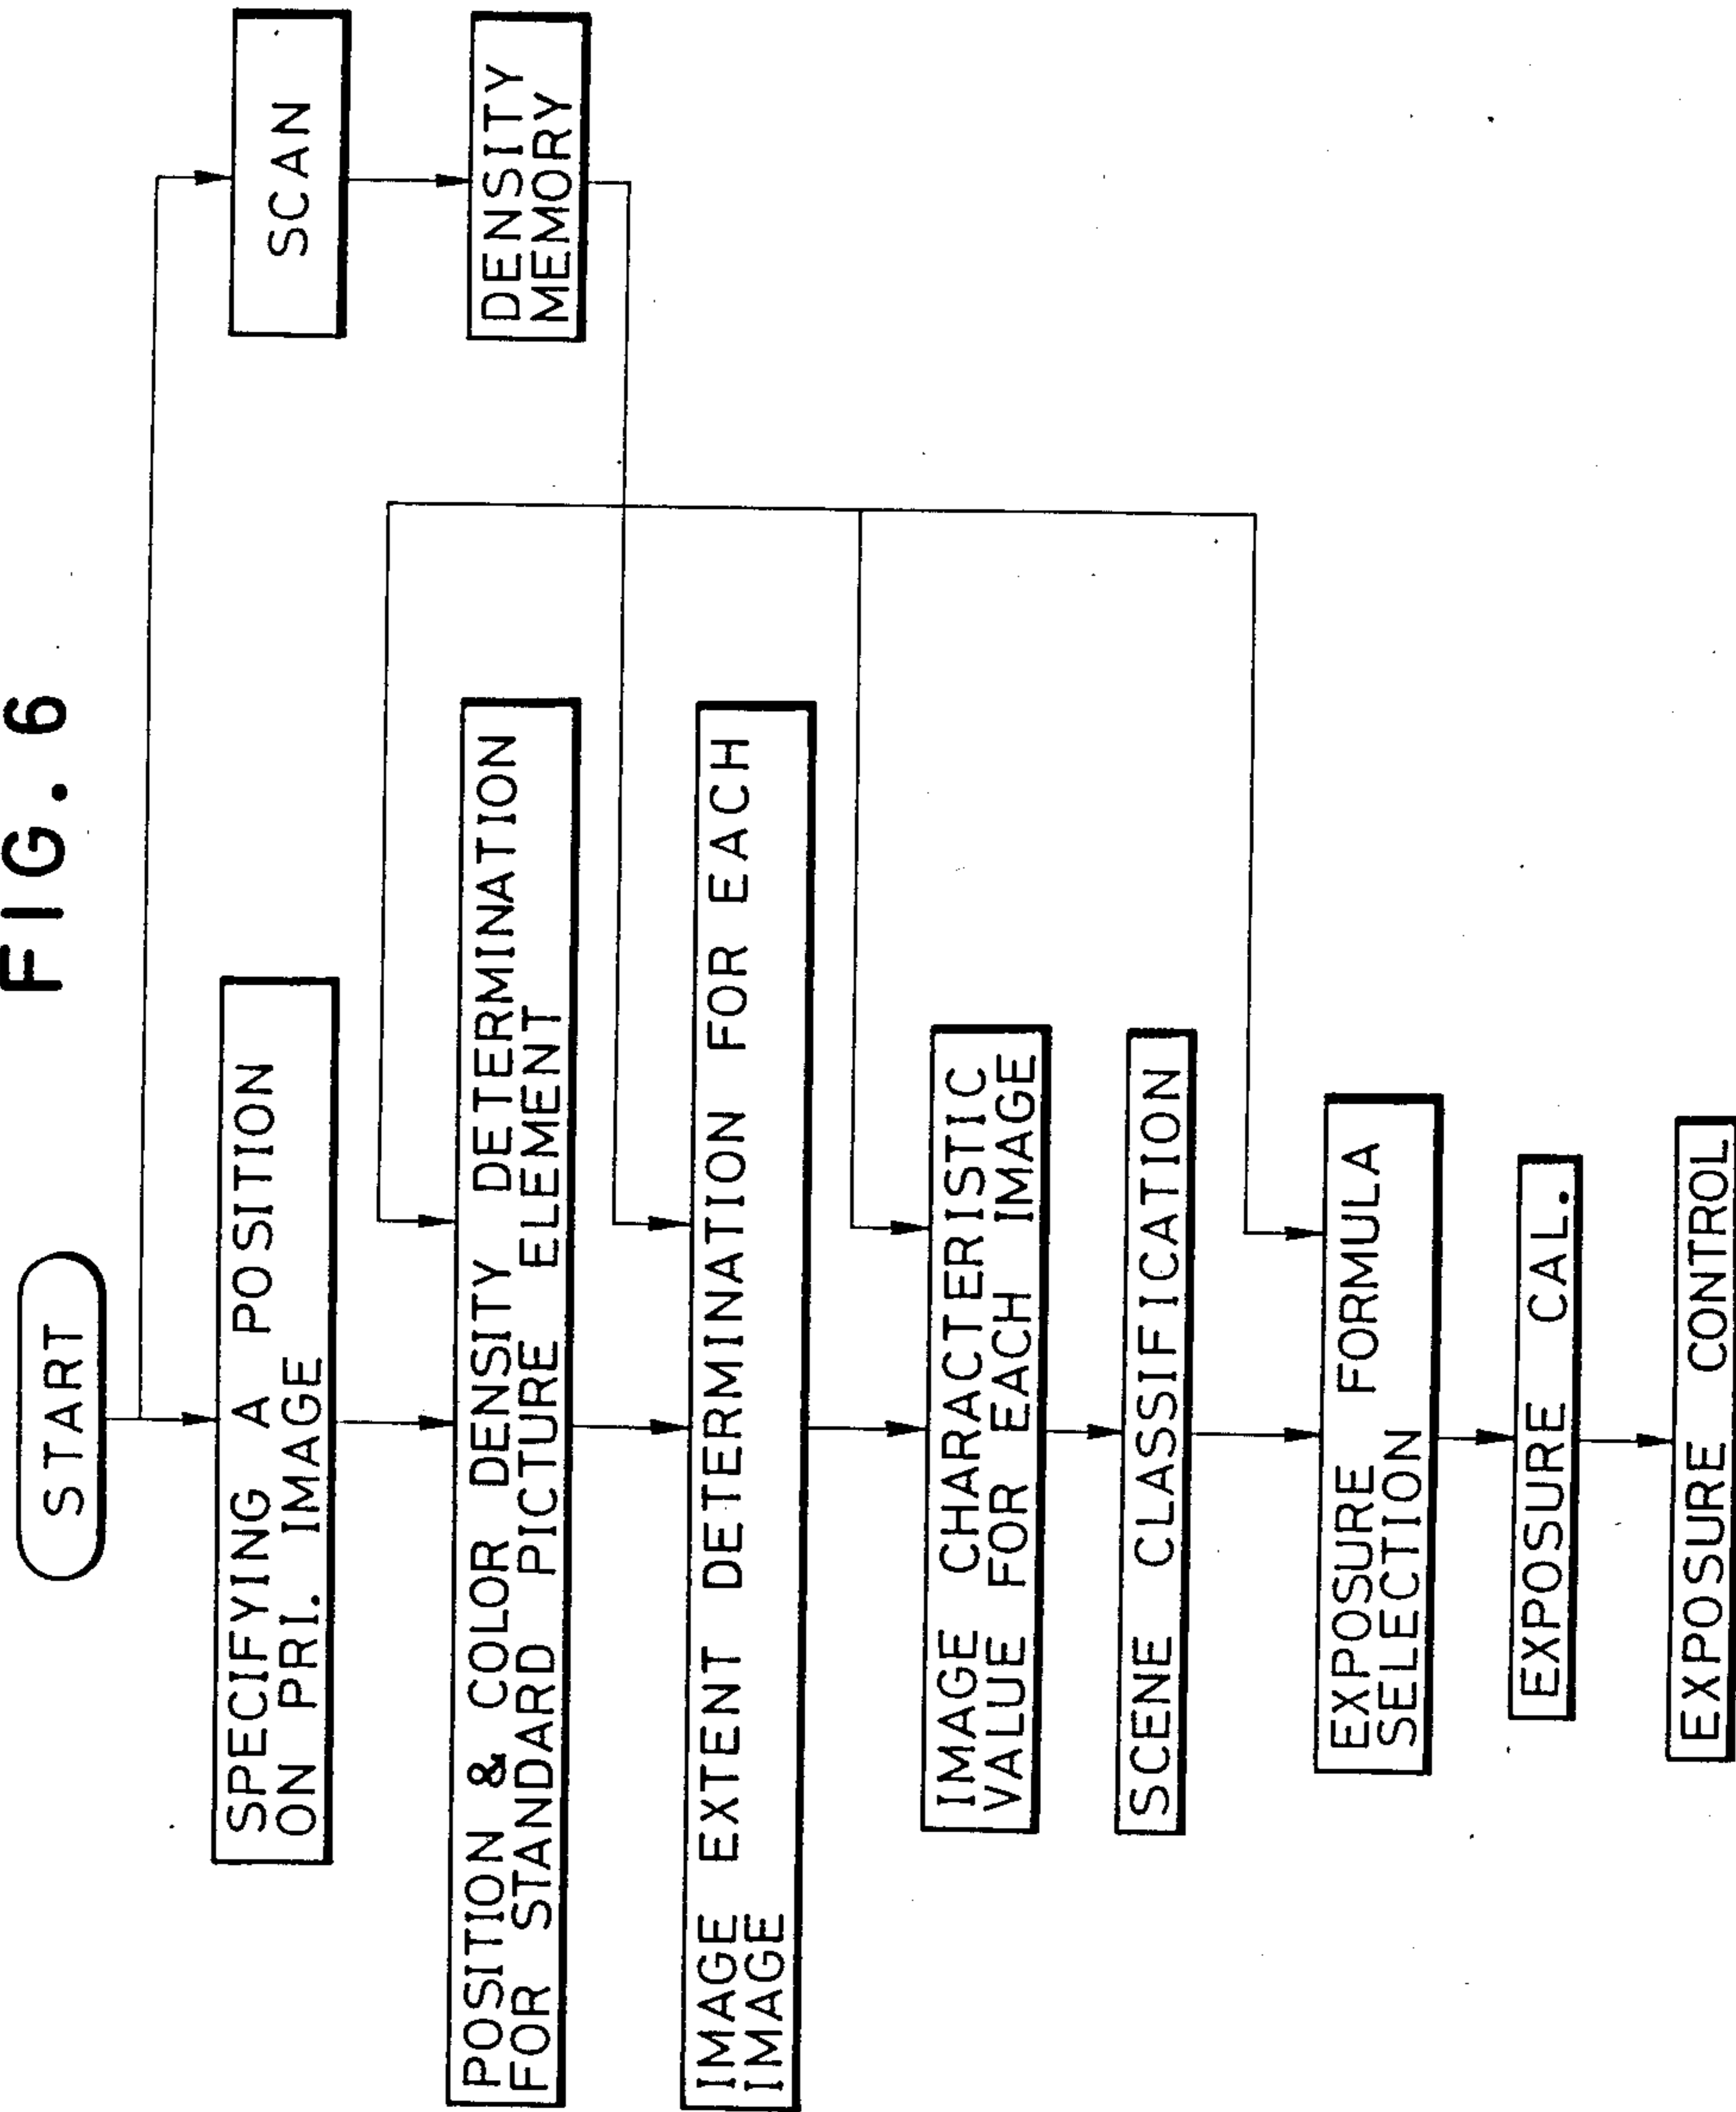 FIG. 6
START
SPECIFYING A POSITION
ON PRI. IMAGE
SCAN
POSITION & COLOR DENSITY DETERMINATION
FOR STANDARD PICTURE ELEMENT
DENSITY
MEMORY
IMAGE EXTENT DETERMINATION FOR EACH
IMAGE
IMAGE CHARACTERISTIC
VALUE FOR EACH IMAGE
SCENE CLASSIFICATION
EXPOSURE FORMULA
SELECTION
EXPOSURE CAL.
EXPOSURE CONTROL